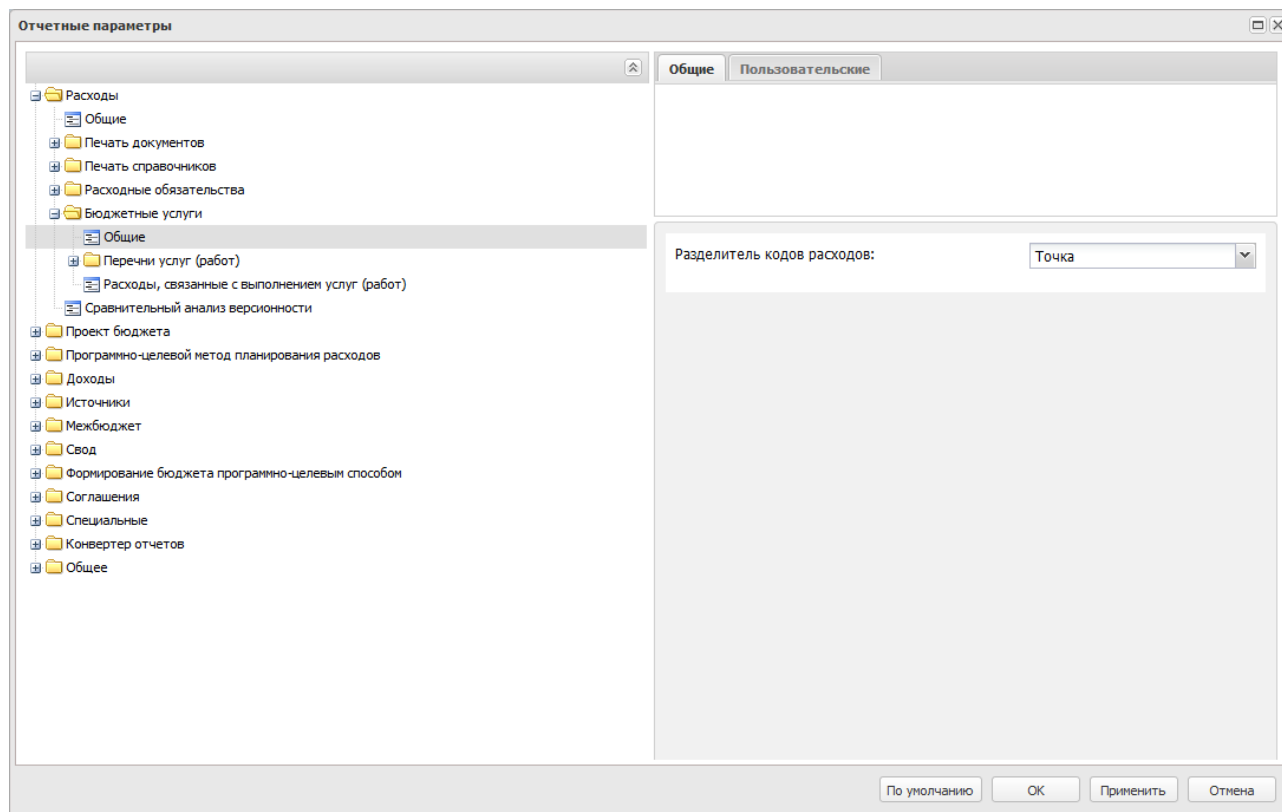 Отчетные параметры
Расходы
Общие
Печать документов
Печать справочников
Расходные обязательства
Бюджетные услуги
Общие
Перечни услуг (работ)
Расходы, связанные с выполнением услуг (работ)
Сравнительный анализ версионности
Проект бюджета
Программно-целевой метод планирования расходов
Доходы
Источники
Межбюджет
Свод
Формирование бюджета программно-целевым способом
Соглашения
Специальные
Конвертер отчетов
Общее
Общие Пользовательские
Разделитель кодов расходов: Точка
По умолчанию ОК Применить Отмена